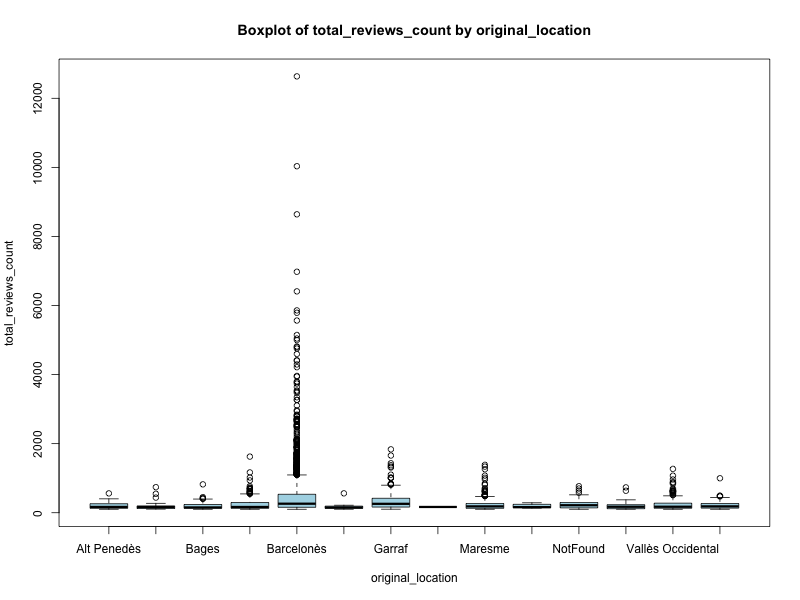 Boxplot of total_reviews_count by original_location
total_reviews_count
12000
10000
8000
6000
4000
2000
0
Alt Penedès Bages Barcelonès Garraf Maresme NotFound Vallès Occidental
original_location